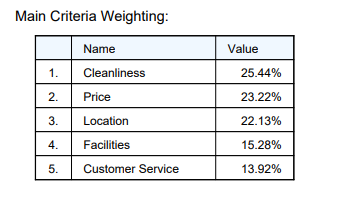 Main Criteria Weighting:
Name Value
1. Cleanliness 25.44%
2. Price 23.22%
3. Location 22.13%
4. Facilities 15.28%
5. Customer Service 13.92%